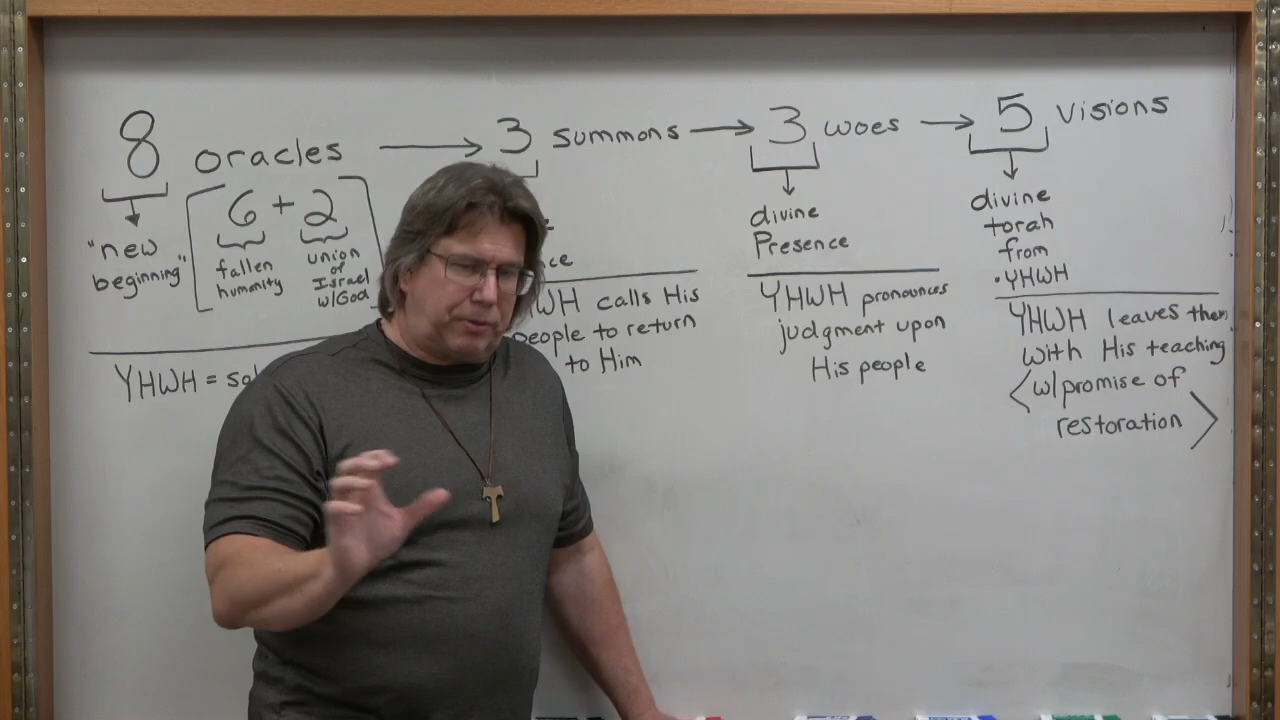 8 oracles → 3 summons → 3 woes → 5 visions
"new
beginning"
6 + 2
fallen
humanity
union
of
Israel
w/God
YHWH =
calls His
people to return
to Him
divine
Presence
YHWH pronounces
judgment upon
His people
divine
torah
from
YHWH
YHWH leaves them
with His teaching
w/promise of
restoration